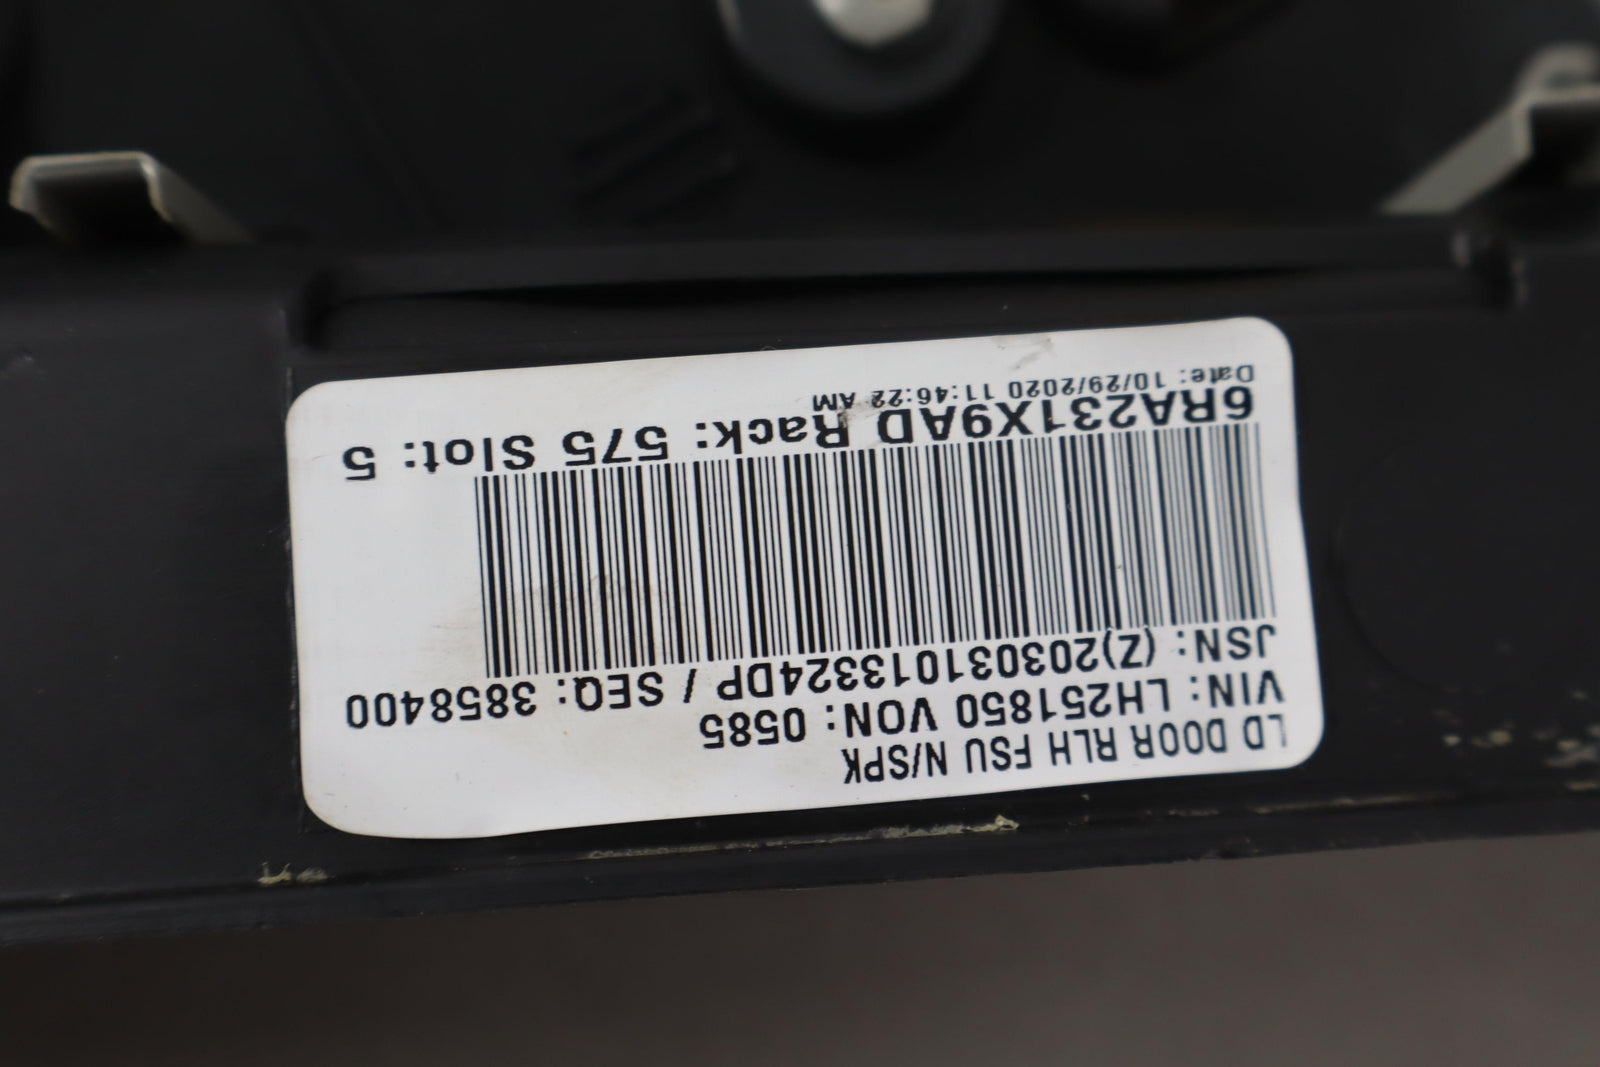 LD DOOR RLH FSU N/SPK
VIN: LH251850 VON: 0585
JSN: (Z)203031013324DP / SEQ: 3858400
6RA231X9AD Rack: 575 Slot: 5
Date: 10/29/2020 11:46:22 AM